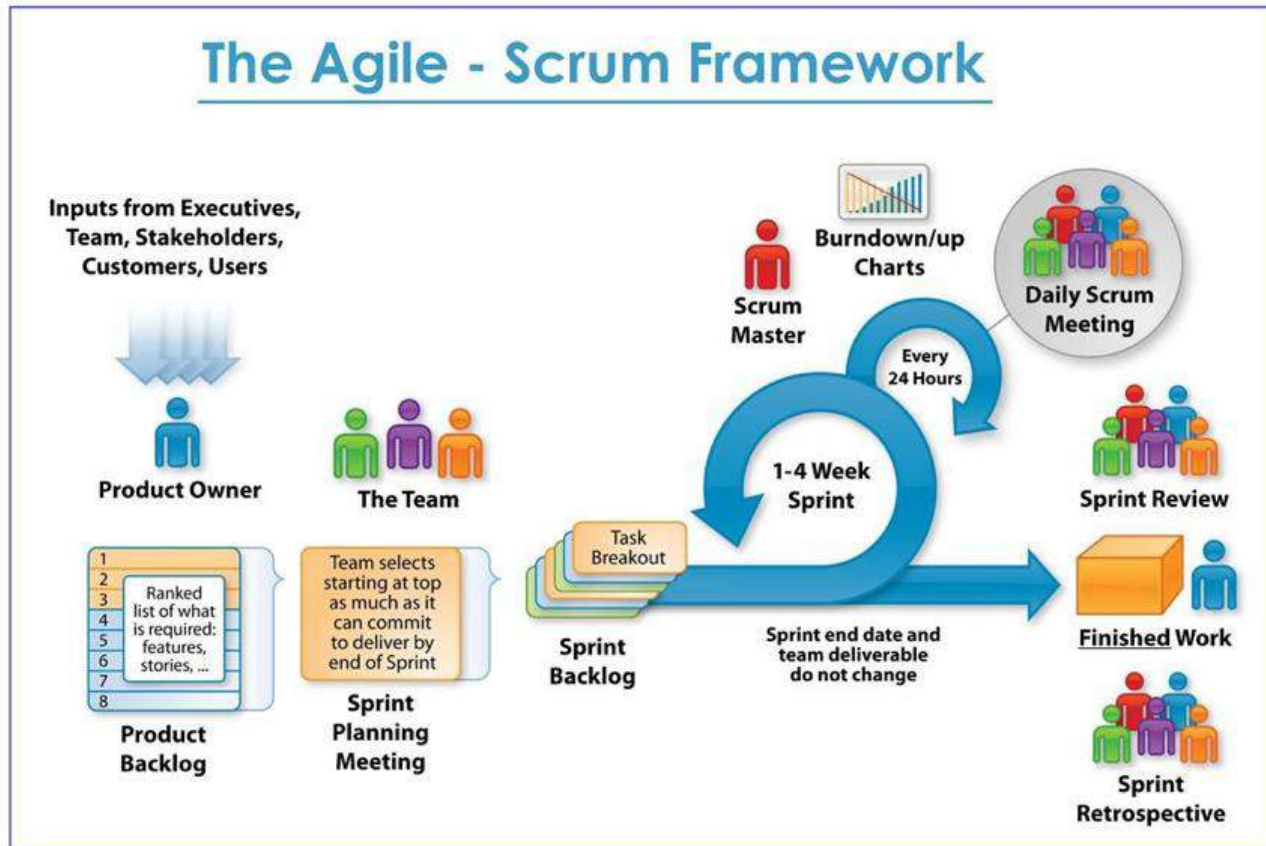 The Agile - Scrum Framework
Inputs from Executives,
Team, Stakeholders,
Customers, Users
Product Owner
The Team
1
2
3
4
5
6
7
8
Ranked
list of what
is required:
features,
stories, ...
Product
Backlog
Team selects
starting at top
as much as it
can commit
to deliver by
end of Sprint
Sprint
Planning
Meeting
Task
Breakout
Sprint
Backlog
Scrum
Master
Burndown/up
Charts
Every
24 Hours
Daily Scrum
Meeting
1-4 Week
Sprint
Sprint end date and
team deliverable
do not change
Sprint Review
Finished Work
Sprint
Retrospective